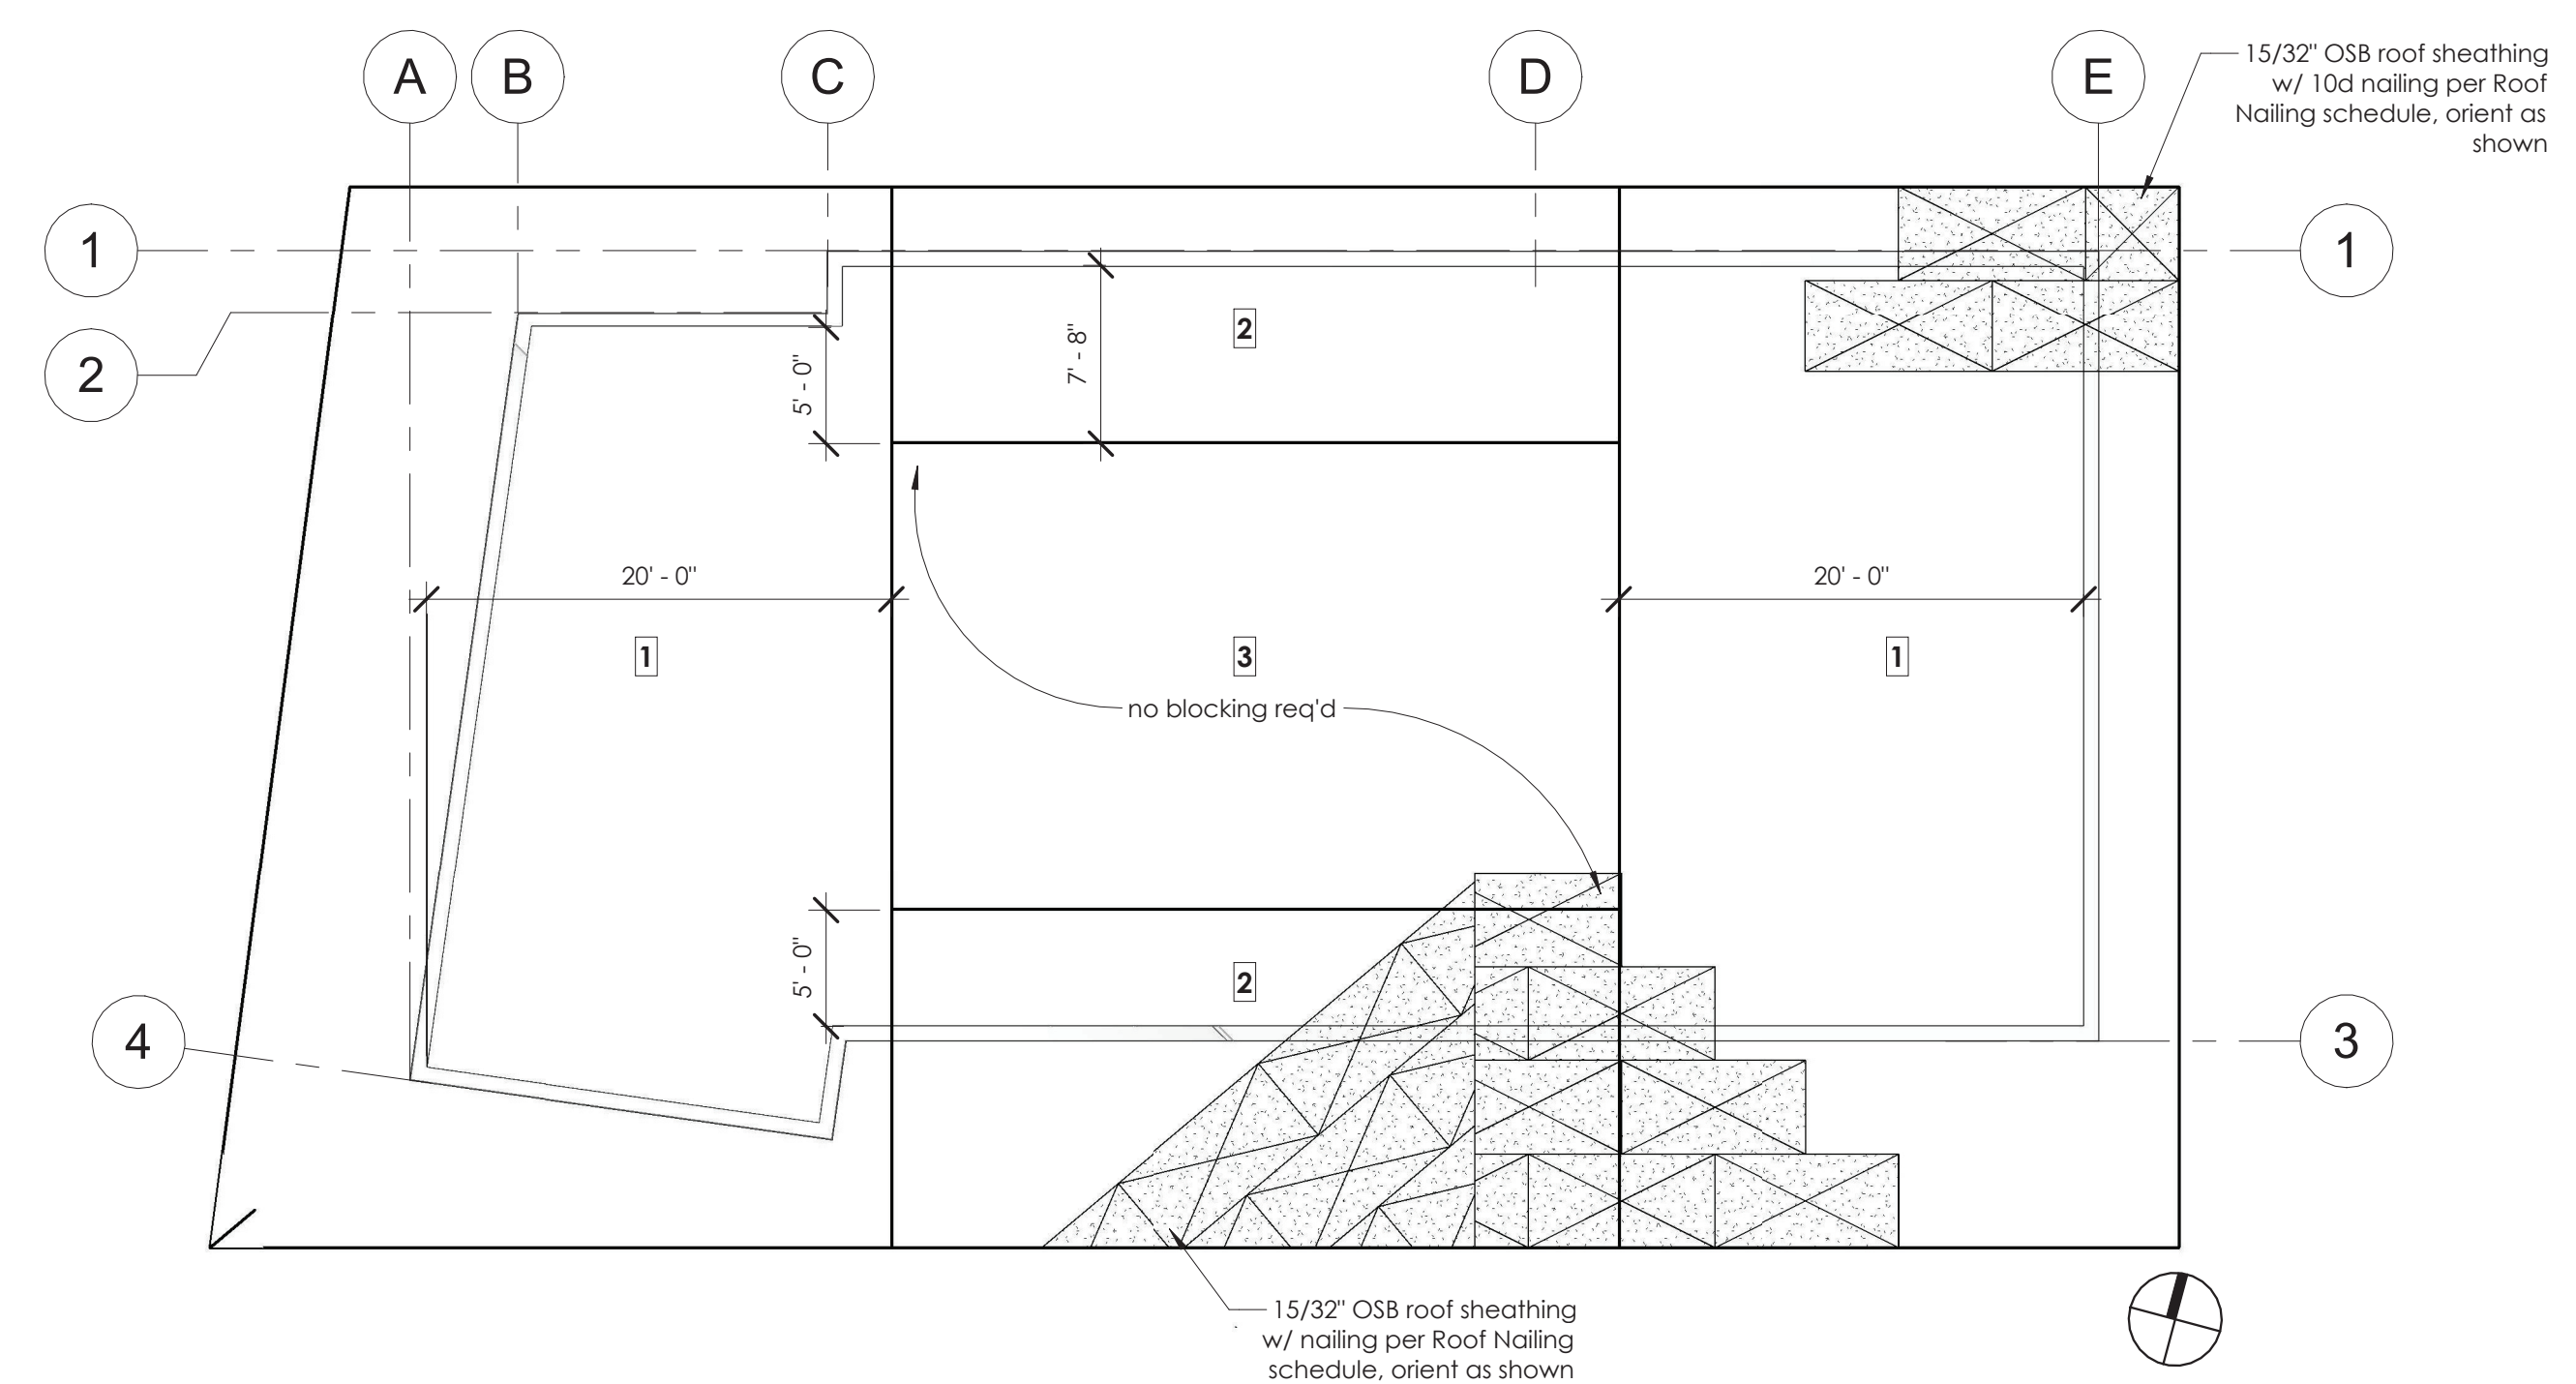 A
B
C
D
E
15/32" OSB roof sheathing
w/ 10d nailing per Roof
Nailing schedule, orient as
shown
1
1
2
2
7' - 8"
5' - 0"
20' - 0"
20' - 0"
1
3
1
no blocking req'd
5' - 0"
2
4
3
15/32" OSB roof sheathing
w/ nailing per Roof Nailing
schedule, orient as shown